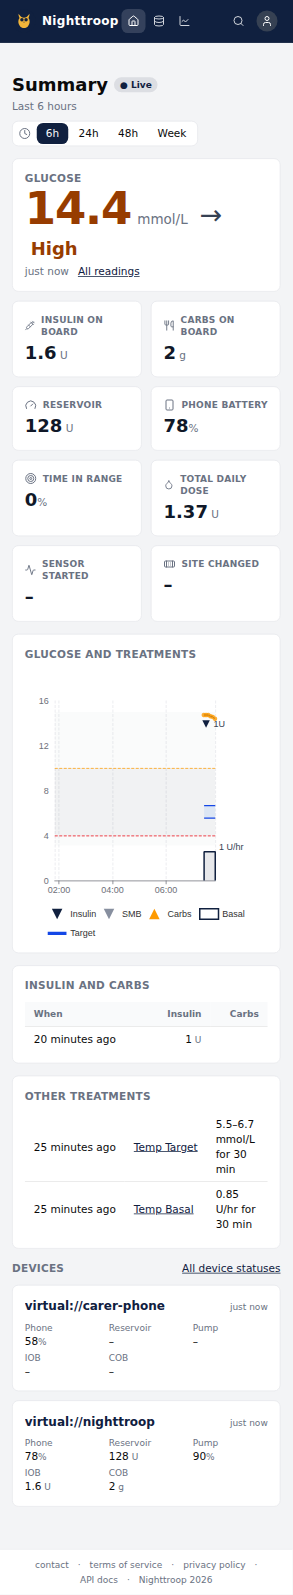 Nighttroop
Summary Live
Last 6 hours
6h 24h 48h Week
GLUCOSE
14.4 mmol/L →
High
just now All readings
INSULIN ON BOARD
1.6 U
CARBS ON BOARD
2 g
RESERVOIR
128 U
PHONE BATTERY
78%
TIME IN RANGE
0%
TOTAL DAILY DOSE
1.37 U
SENSOR STARTED
–
SITE CHANGED
–
GLUCOSE AND TREATMENTS
16
1U
12
8
4
1 U/hr
0
02:00 04:00 06:00
Insulin SMB Carbs Basal
Target
INSULIN AND CARBS
When Insulin Carbs
20 minutes ago 1 U
OTHER TREATMENTS
25 minutes ago Temp Target 5.5–6.7
mmol/L
for 30
min
25 minutes ago Temp Basal 0.85
U/hr for
30 min
DEVICES All device statuses
virtual://carer-phone just now
Phone Reservoir Pump
58% – –
IOB COB
– –
virtual://nighttroop just now
Phone Reservoir Pump
78% 128 U 90%
IOB COB
1.6 U 2 g
contact · terms of service · privacy policy ·
API docs · Nighttroop 2026